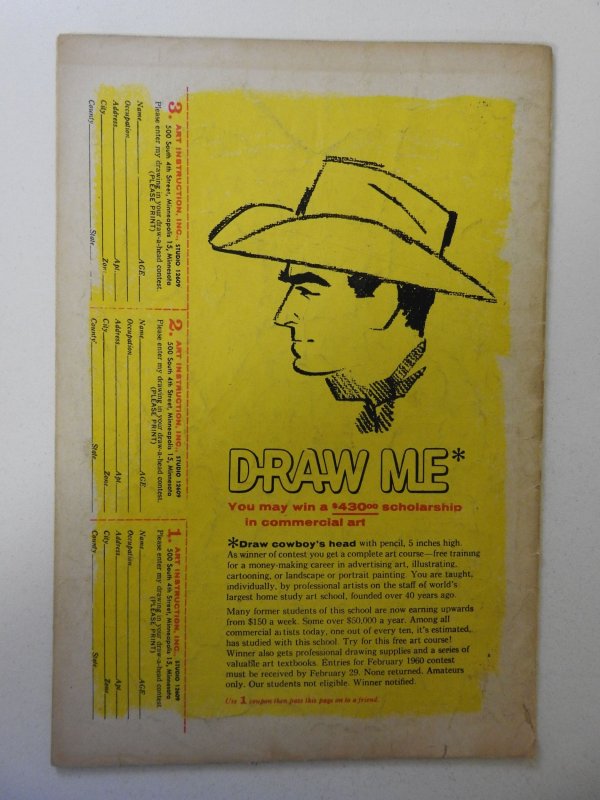 DRAW ME*
You may win a $430.00 scholarship
in commercial art
*Draw cowboy's head with pencil, 5 inches high.
As winner of contest you get a complete art course—free training
for a money-making career in advertising art, illustrating,
cartooning, or landscape or portrait painting. You are taught,
individually, by professional artists on the staff of world's
largest home study art school, founded over 40 years ago.
Many former students of this school are now earning upwards
from $150 a week. Some over $50,000 a year. Among all
commercial artists today, one out of every ten, it's estimated,
has studied with this school. Try for this free art course!
Winner also gets professional drawing supplies and a series of
valuable art textbooks. Entries for February 1960 contest
must be received by February 29. None returned. Amateurs
only. Our students not eligible. Winner notified.
Use 1 coupon then pass this page on to a friend.
3. ART INSTRUCTION, INC., STUDIO 12609
500 South 4th Street, Minneapolis 15, Minnesota
Please enter my drawing in your draw-a-head contest.
(PLEASE PRINT)
Name AGE
Occupation
Address Apt.
City Zone
County State
2. ART INSTRUCTION, INC., STUDIO 12609
500 South 4th Street, Minneapolis 15, Minnesota
Please enter my drawing in your draw-a-head contest.
(PLEASE PRINT)
Name AGE
Occupation
Address Apt.
City Zone
County State
1. ART INSTRUCTION, INC., STUDIO 12609
500 South 4th Street, Minneapolis 15, Minnesota
Please enter my drawing in your draw-a-head contest
(PLEASE PRINT)
Name AGE
Occupation
Address Apt.
City Zone
County State